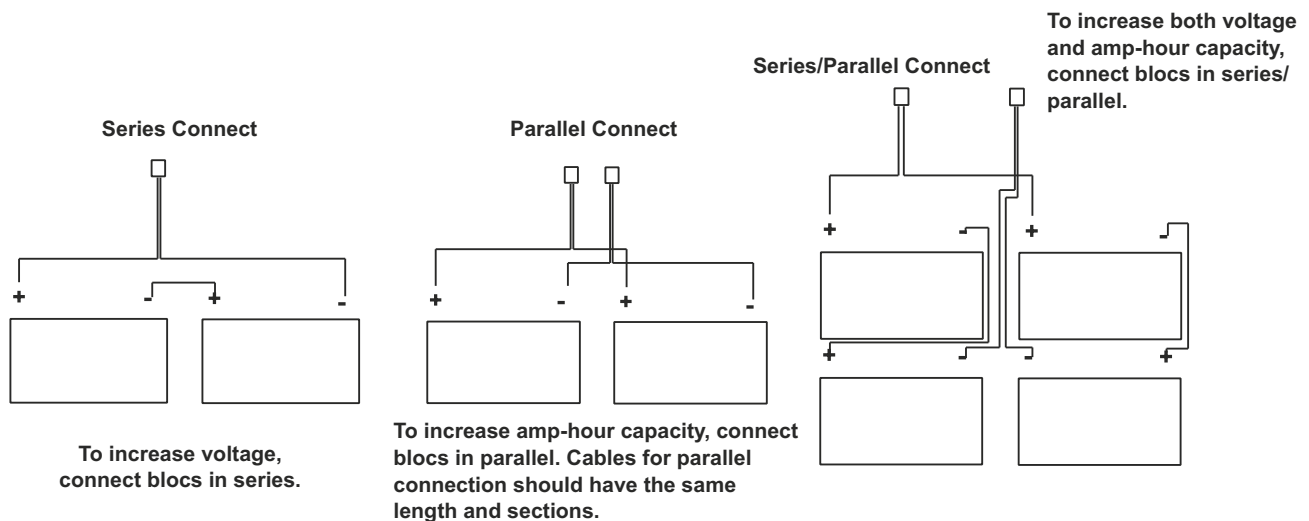 Series Connect
+ - + -
To increase voltage,
connect blocs in series.
Parallel Connect
+ - + -
To increase amp-hour capacity, connect
blocs in parallel. Cables for parallel
connection should have the same
length and sections.
Series/Parallel Connect
To increase both voltage
and amp-hour capacity,
connect blocs in series/
parallel.
+ - + -
+ - - +